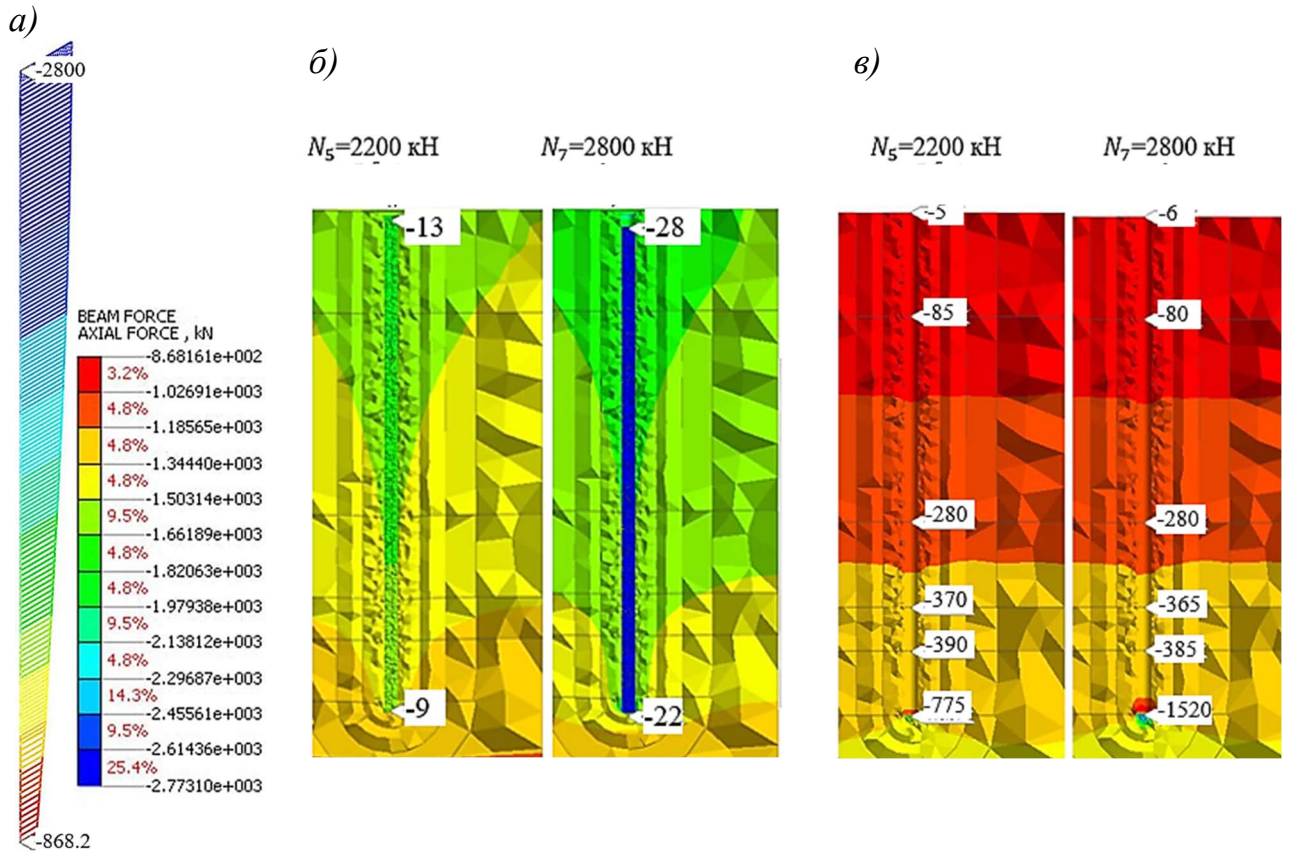 а)
-2800
BEAM FORCE
AXIAL FORCE , kN
-8.68161e+002
3.2%
-1.02691e+003
4.8%
-1.18565e+003
4.8%
-1.34440e+003
4.8%
-1.50314e+003
9.5%
-1.66189e+003
4.8%
-1.82063e+003
4.8%
-1.97938e+003
9.5%
-2.13812e+003
4.8%
-2.29687e+003
14.3%
-2.45561e+003
9.5%
-2.61436e+003
25.4%
-2.77310e+003
-868.2
б)
N5=2200 кН
N7=2800 кН
-13
-28
-9
-22
в)
N5=2200 кН
N7=2800 кН
-5
-6
-85
-80
-280
-280
-370
-365
-390
-385
-775
-1520